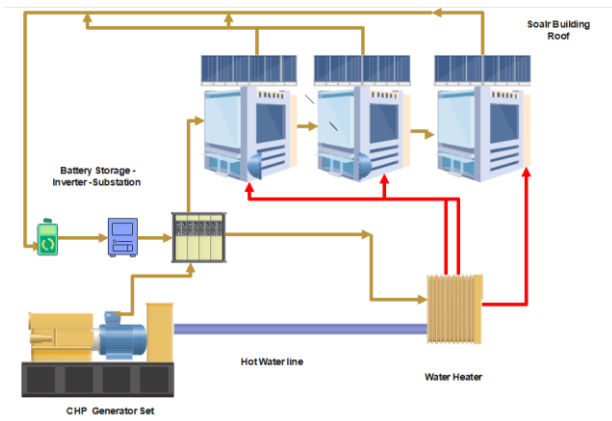 Soalr Building
Roof
Battery Storage -
Inverter -Substation
Hot Water line
Water Heater
CHP  Generator Set